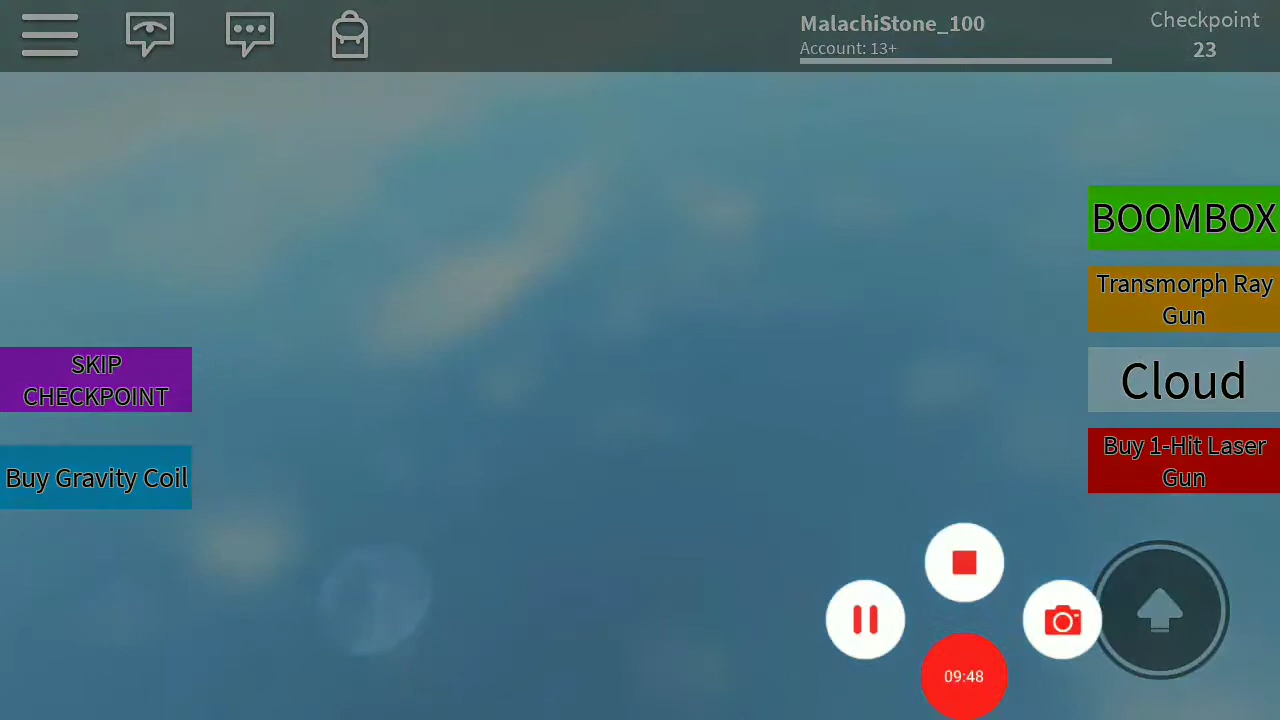 MalachiStone_100
Account: 13+
Checkpoint
23
BOOMBOX
Transmorph Ray
Gun
SKIP
CHECKPOINT
Cloud
Buy Gravity Coil
Buy 1-Hit Laser
Gun
09:48